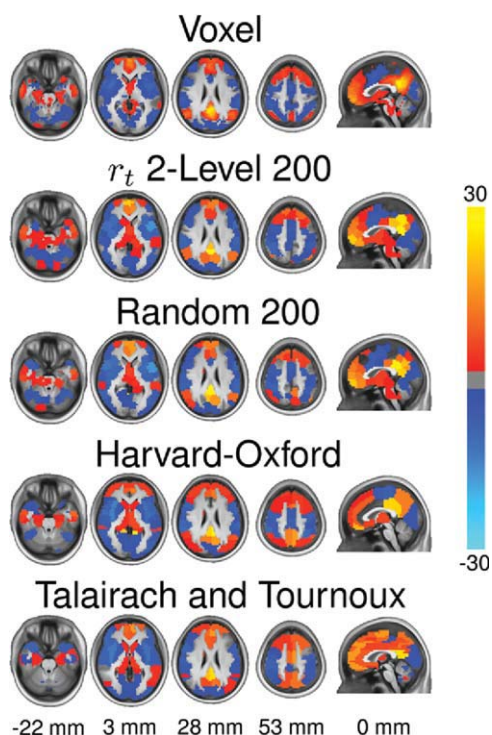 Voxel
r_t 2-Level 200
30
Random 200
Harvard-Oxford
-30
Talairach and Tournoux
-22 mm 3 mm 28 mm 53 mm 0 mm